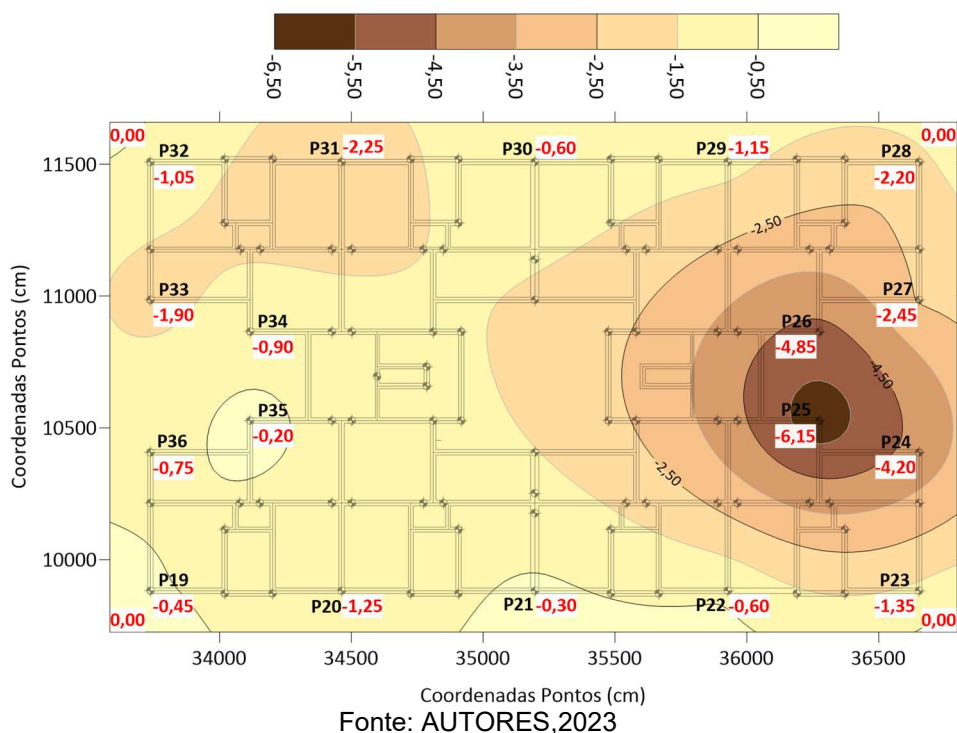 -6,50 -5,50 -4,50 -3,50 -2,50 -1,50 -0,50
0,00 0,00
P32 P31 -2,25 P30 -0,60 P29 -1,15 P28
-1,05 -2,20
-2,50
P33 P27
-1,90 -2,45
P34 P26
-0,90 -4,85
-4,50
P35 P25
-0,20 -6,15
P36 P24
-0,75 -4,20
-2,50
P19 P23
-0,45 P20 -1,25 P21 -0,30 P22 -0,60 -1,35
0,00 0,00
11500
11000
10500
10000
Coordenadas Pontos (cm)
34000 34500 35000 35500 36000 36500
Coordenadas Pontos (cm)
Fonte: AUTORES,2023